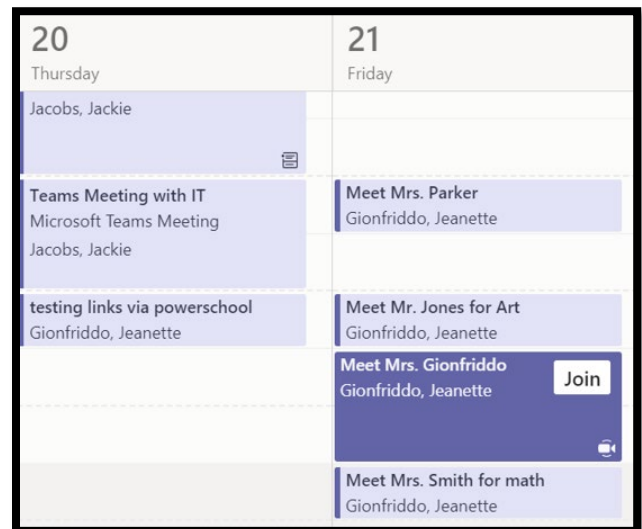 20
Thursday
Jacobs, Jackie
Teams Meeting with IT
Microsoft Teams Meeting
Jacobs, Jackie
testing links via powerschool
Gionfriddo, Jeanette
21
Friday
Meet Mrs. Parker
Gionfriddo, Jeanette
Meet Mr. Jones for Art
Gionfriddo, Jeanette
Meet Mrs. Gionfriddo
Gionfriddo, Jeanette
Join
Meet Mrs. Smith for math
Gionfriddo, Jeanette